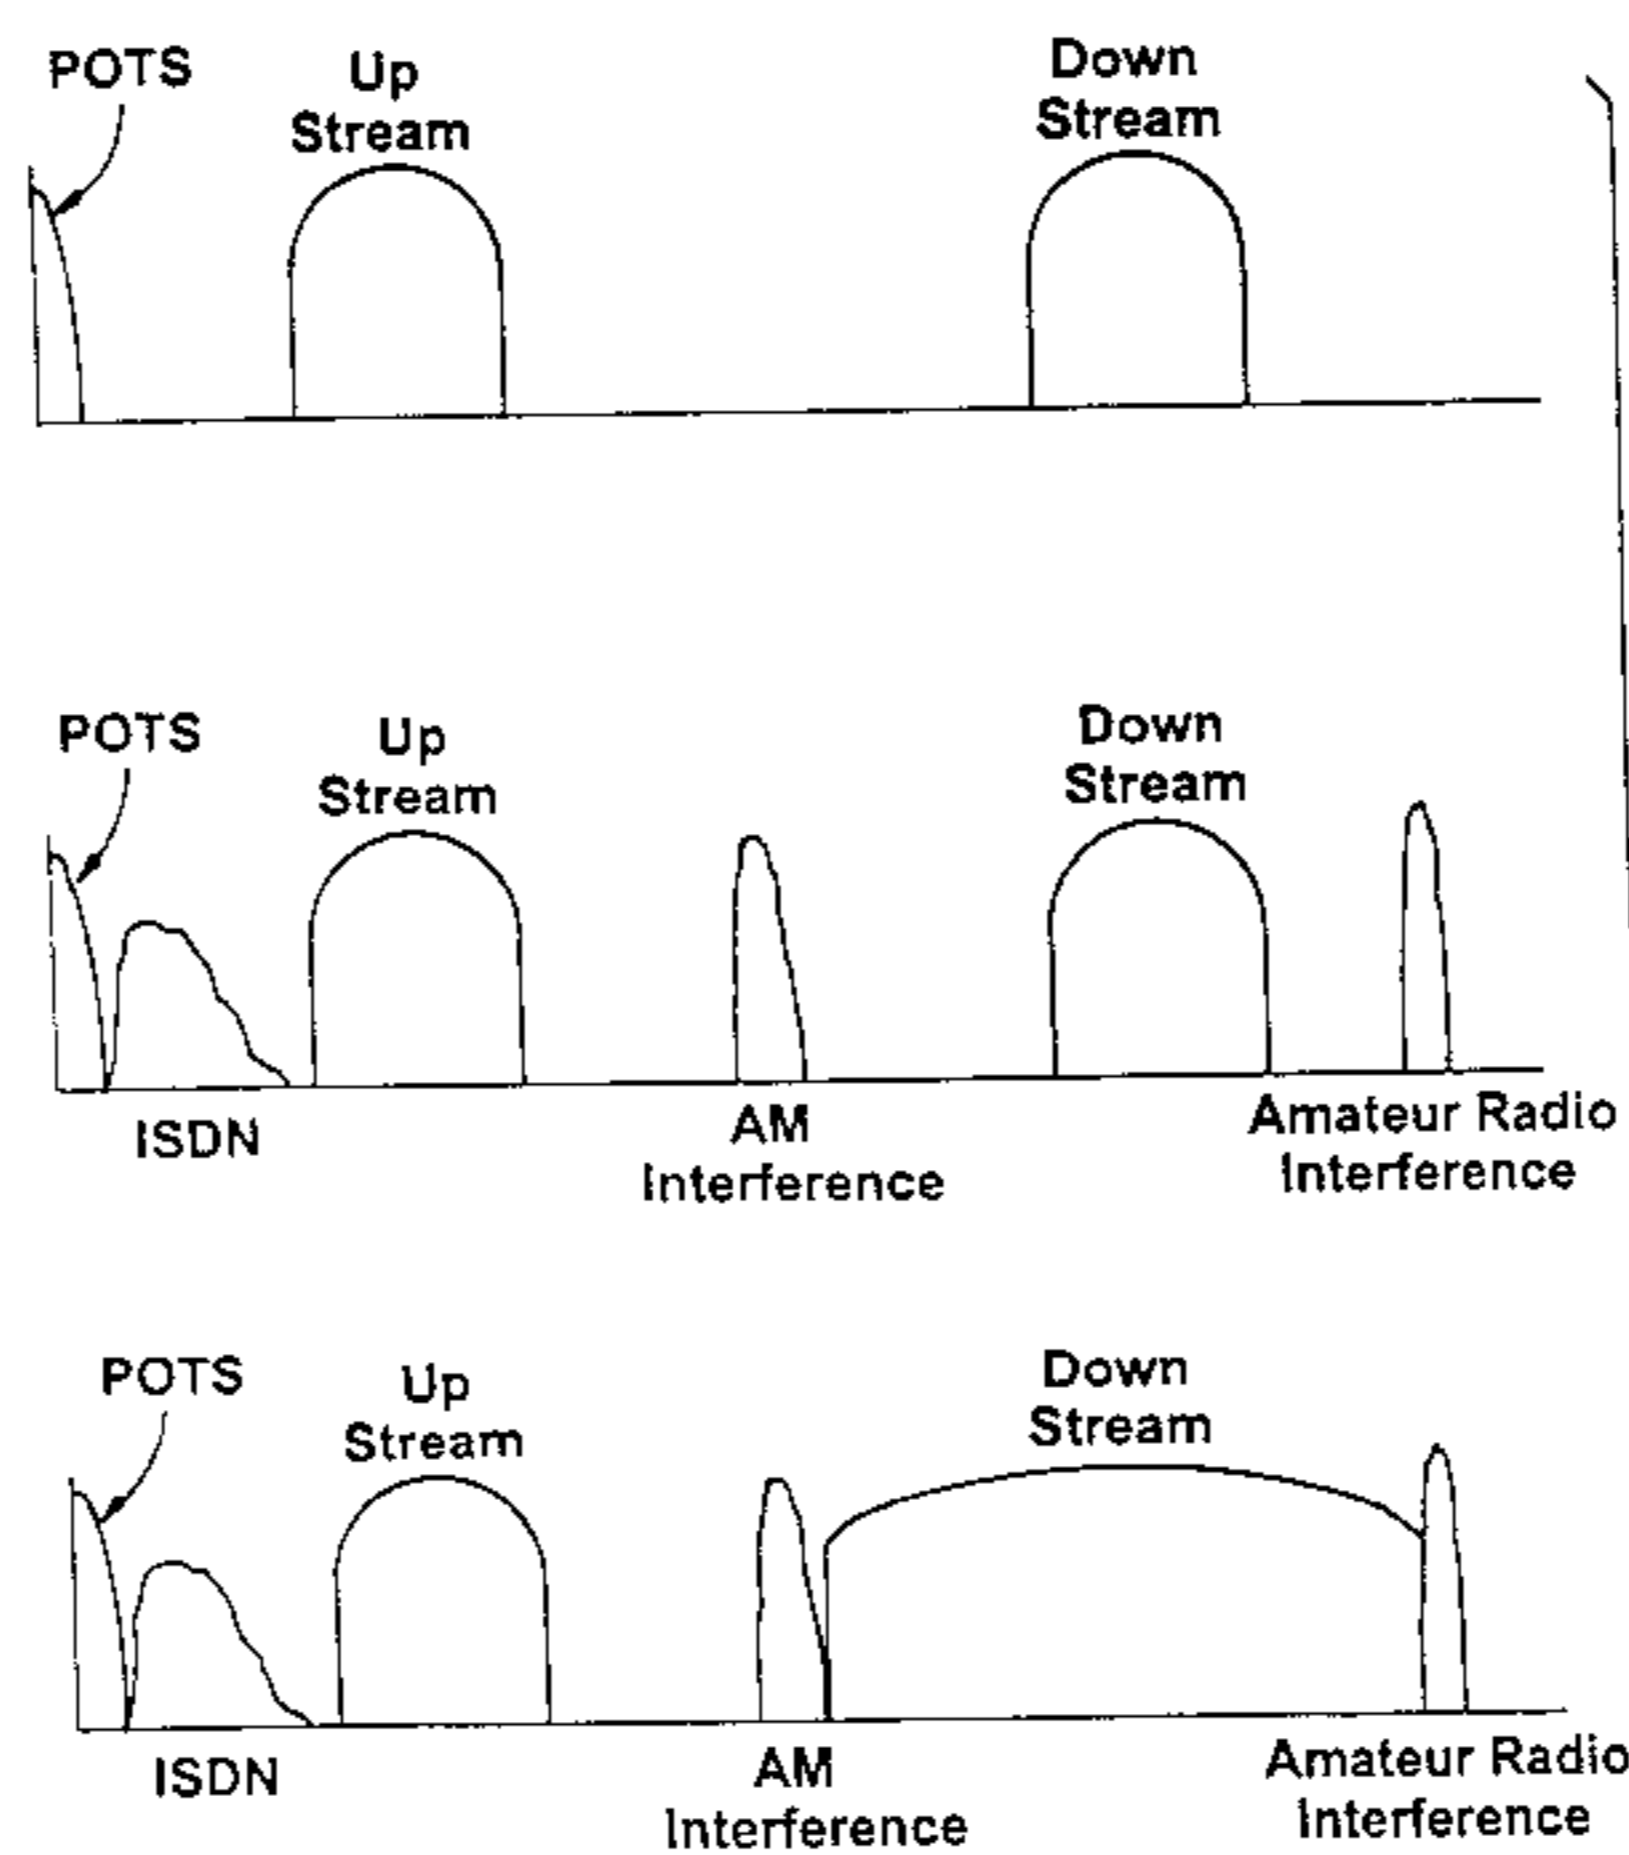 POTS
Up
Stream
Down
Stream
POTS
Up
Stream
Down
Stream
ISDN
AM
Interference
Amateur Radio
Interference
POTS
Up
Stream
Down
Stream
ISDN
AM
Interference
Amateur Radio
Interference